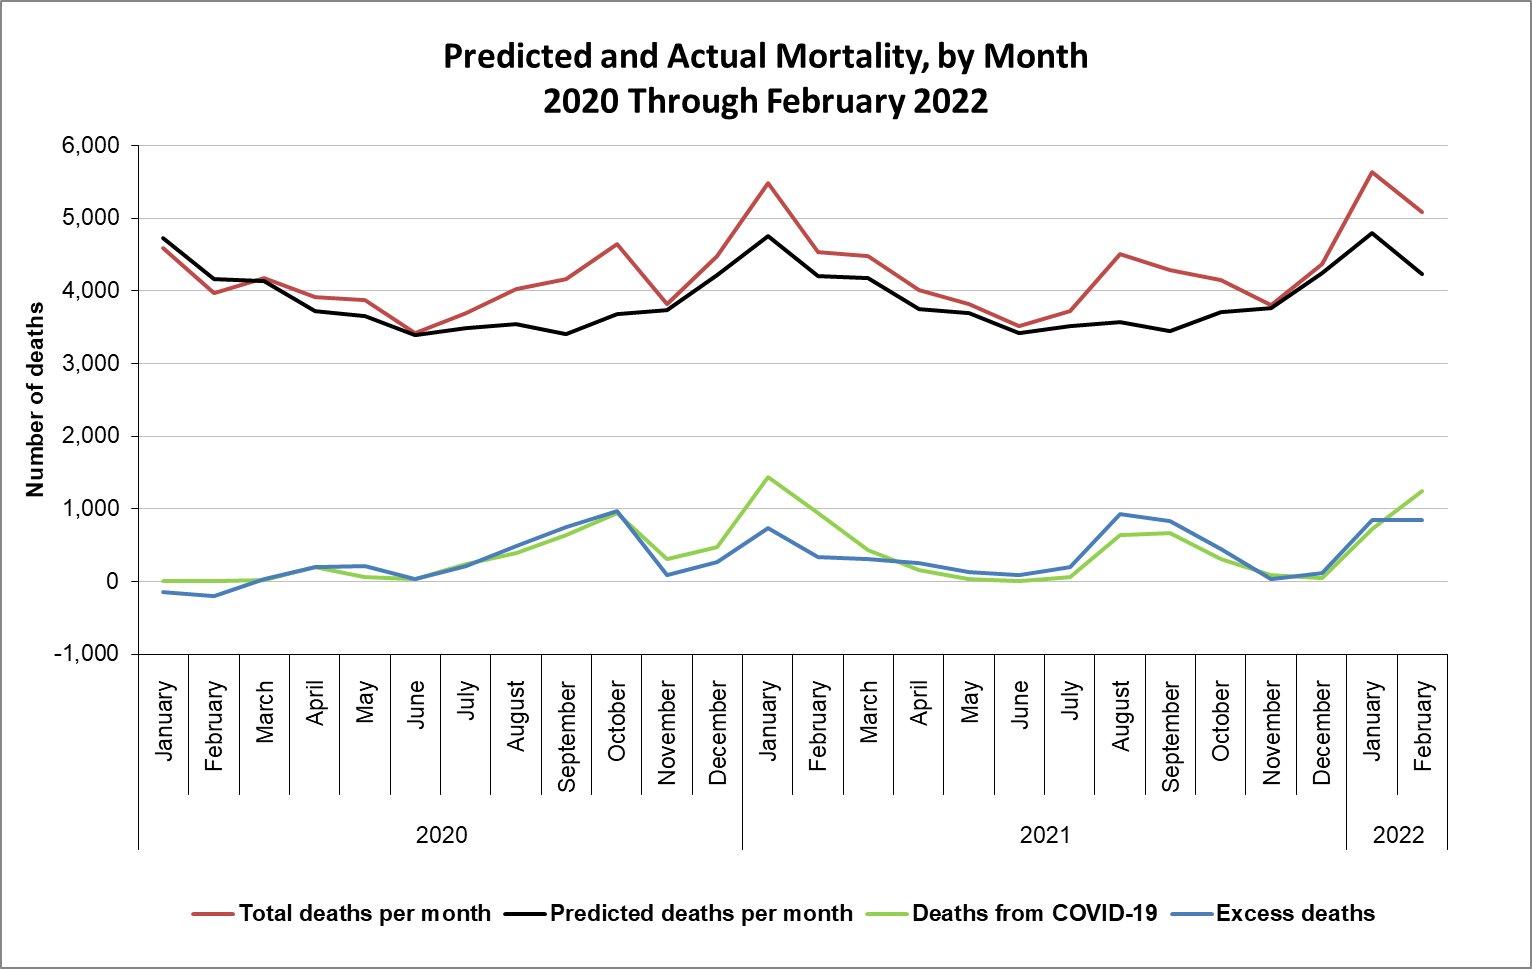 Predicted and Actual Mortality, by Month
2020 Through February 2022
Number of deaths
6,000
5,000
4,000
3,000
2,000
1,000
0
-1,000
January
February
March
April
May
June
July
August
September
October
November
December
January
February
March
April
May
June
July
August
September
October
November
December
January
February
2020
2021
2022
Total deaths per month
Predicted deaths per month
Deaths from COVID-19
Excess deaths